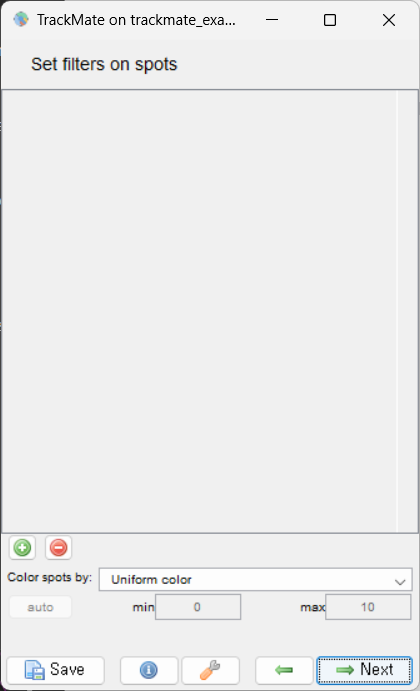 TrackMate on trackmate_exa...
Set filters on spots
Color spots by: Uniform color
auto min 0 max 10
Save Next